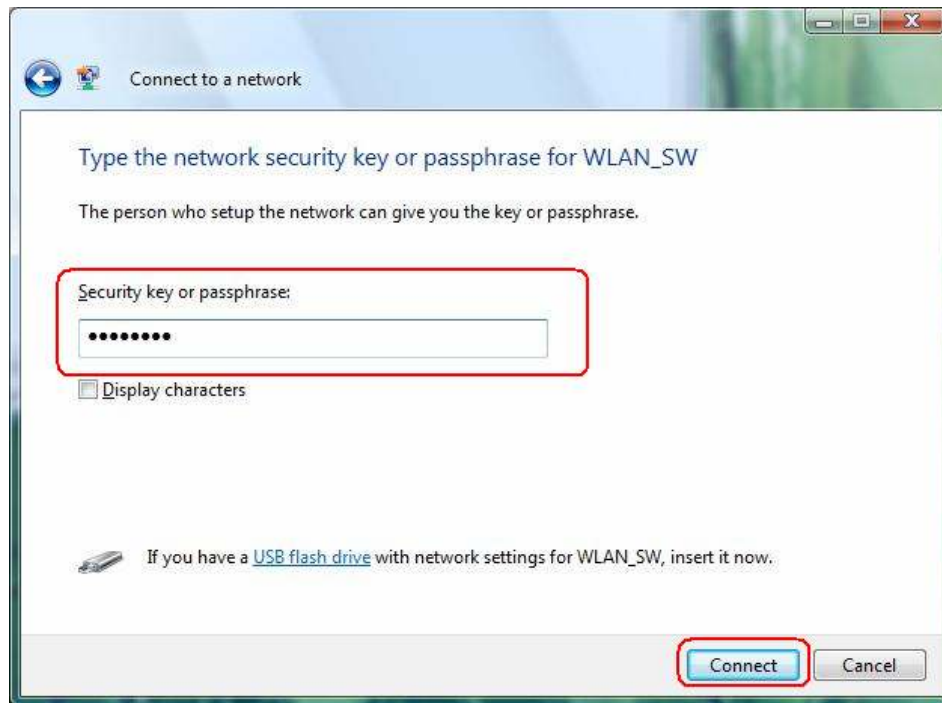 Connect to a network
Type the network security key or passphrase for WLAN_SW
The person who setup the network can give you the key or passphrase.
Security key or passphrase:
••••••••
Display characters
If you have a USB flash drive with network settings for WLAN_SW, insert it now.
Connect Cancel